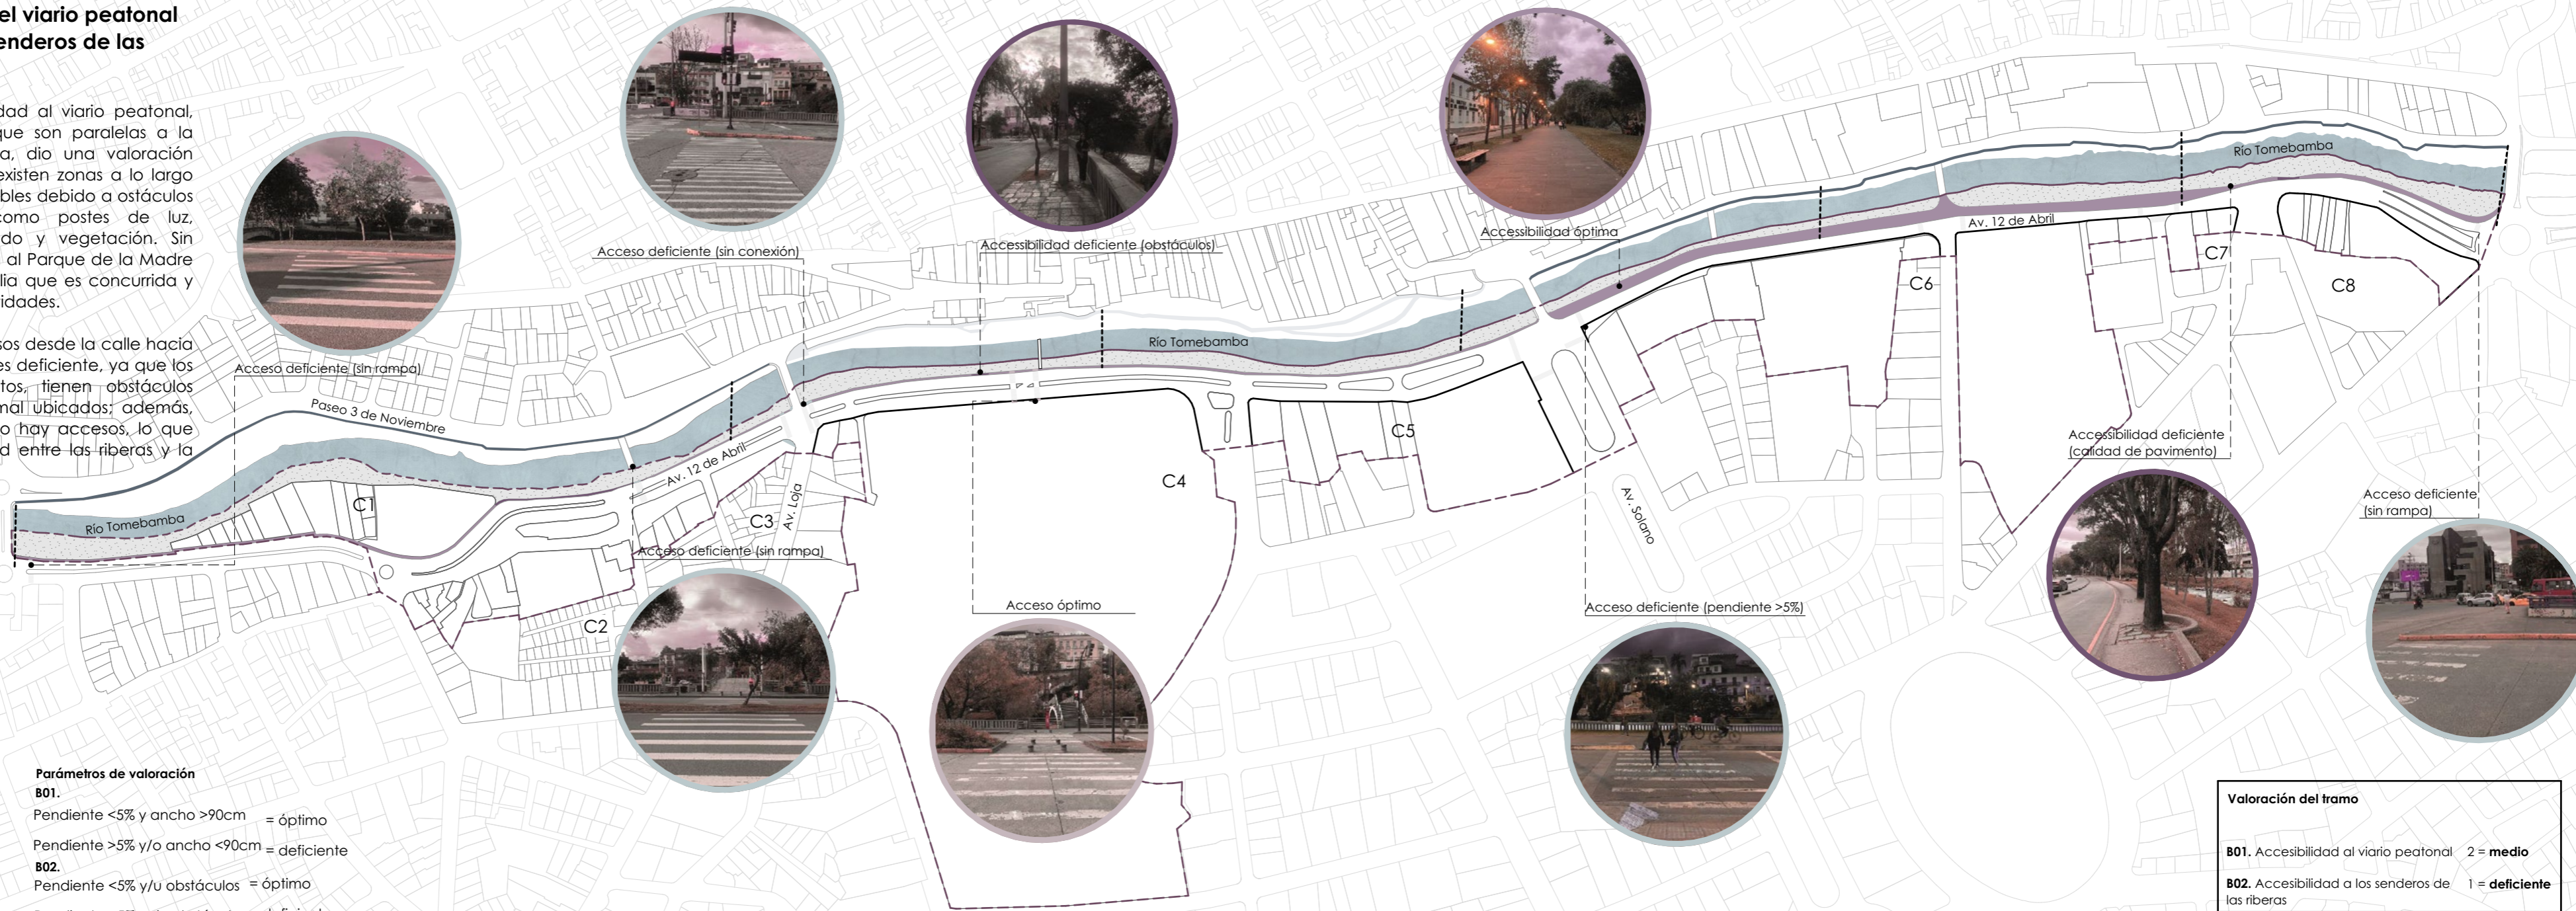 el viario peatonal
enderos de las
dad al viario peatonal,
que son paralelas a la
a, dio una valoración
existen zonas a lo largo
bles debido a ostáculos
como postes de luz,
do y vegetación. Sin
al Parque de la Madre
lia que es concurrida y
ridades.
sos desde la calle hacia
es deficiente, ya que los
tos, tienen obstáculos
mal ubicados; además,
o hay accesos, lo que
d entre las riberas y la
Acceso deficiente (sin rampa)
Acceso deficiente (sin conexión)
Accessibilidad deficiente (obstáculos)
Accessibilidad óptima
Río Tomebamba
Av. 12 de Abril
C7
C6
C8
Río Tomebamba
Paseo 3 de Noviembre
C5
Av. 12 de Abril
C4
Accessibilidad deficiente
(calidad de pavimento)
C1
Río Tomebamba
C3
Av. Loja
Av. Solano
Acceso deficiente
(sin rampa)
Acceso deficiente (sin rampa)
C2
Acceso óptimo
Acceso deficiente (pendiente >5%)
Parámetros de valoración
B01.
Pendiente <5% y ancho >90cm = óptimo
Pendiente >5% y/o ancho <90cm = deficiente
B02.
Pendiente <5% y/u obstáculos = óptimo
Valoración del tramo
B01. Accesibilidad al viario peatonal 2 = medio
B02. Accesibilidad a los senderos de 1 = deficiente
las riberas